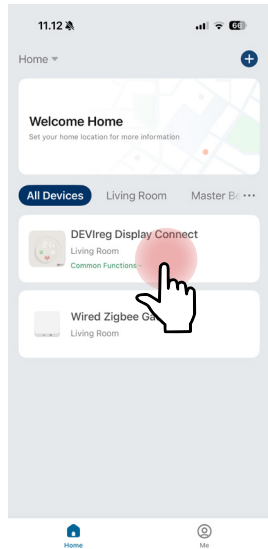 11.12
66
Home
Welcome Home
Set your home location for more information
All Devices Living Room Master Be
DEVIreg Display Connect
Living Room
Common Functions
Wired Zigbee Ga
Living Room
Home Me